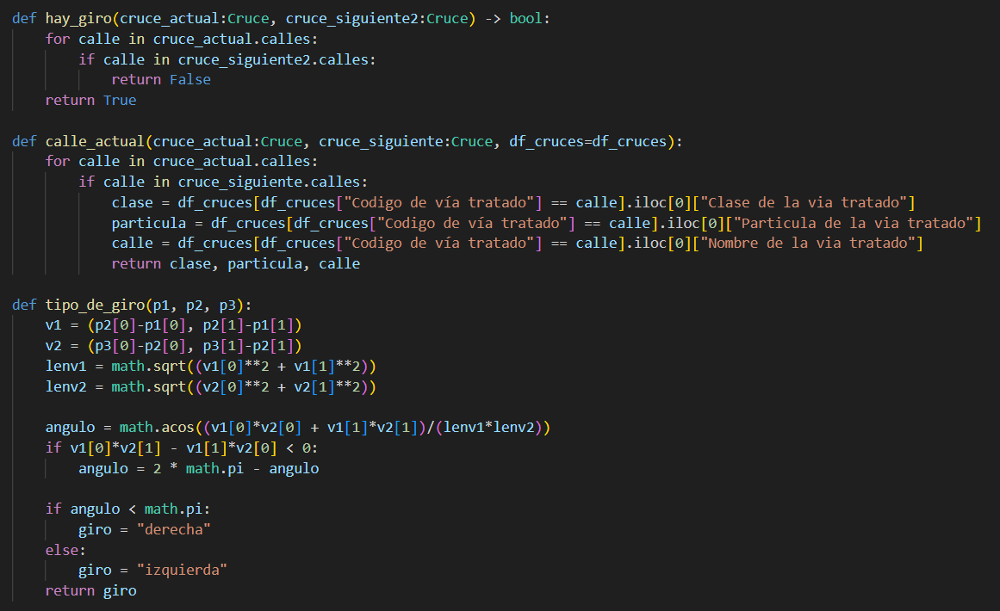 def hay_giro(cruce_actual:Cruce, cruce_siguiente2:Cruce) -> bool:
    for calle in cruce_actual.calles:
        if calle in cruce_siguiente2.calles:
            return False
    return True

def calle_actual(cruce_actual:Cruce, cruce_siguiente:Cruce, df_cruces=df_cruces):
    for calle in cruce_actual.calles:
        if calle in cruce_siguiente.calles:
            clase = df_cruces[df_cruces["Codigo de vía tratado"] == calle].iloc[0]["Clase de la via tratado"]
            particula = df_cruces[df_cruces["Codigo de vía tratado"] == calle].iloc[0]["Particula de la via tratado"]
            calle = df_cruces[df_cruces["Codigo de vía tratado"] == calle].iloc[0]["Nombre de la via tratado"]
            return clase, particula, calle

def tipo_de_giro(p1, p2, p3):
    v1 = (p2[0]-p1[0], p2[1]-p1[1])
    v2 = (p3[0]-p2[0], p3[1]-p2[1])
    lenv1 = math.sqrt((v1[0]**2 + v1[1]**2))
    lenv2 = math.sqrt((v2[0]**2 + v2[1]**2))

    angulo = math.acos((v1[0]*v2[0] + v1[1]*v2[1])/(lenv1*lenv2))
    if v1[0]*v2[1] - v1[1]*v2[0] < 0:
        angulo = 2 * math.pi - angulo

    if angulo < math.pi:
        giro = "derecha"
    else:
        giro = "izquierda"
    return giro